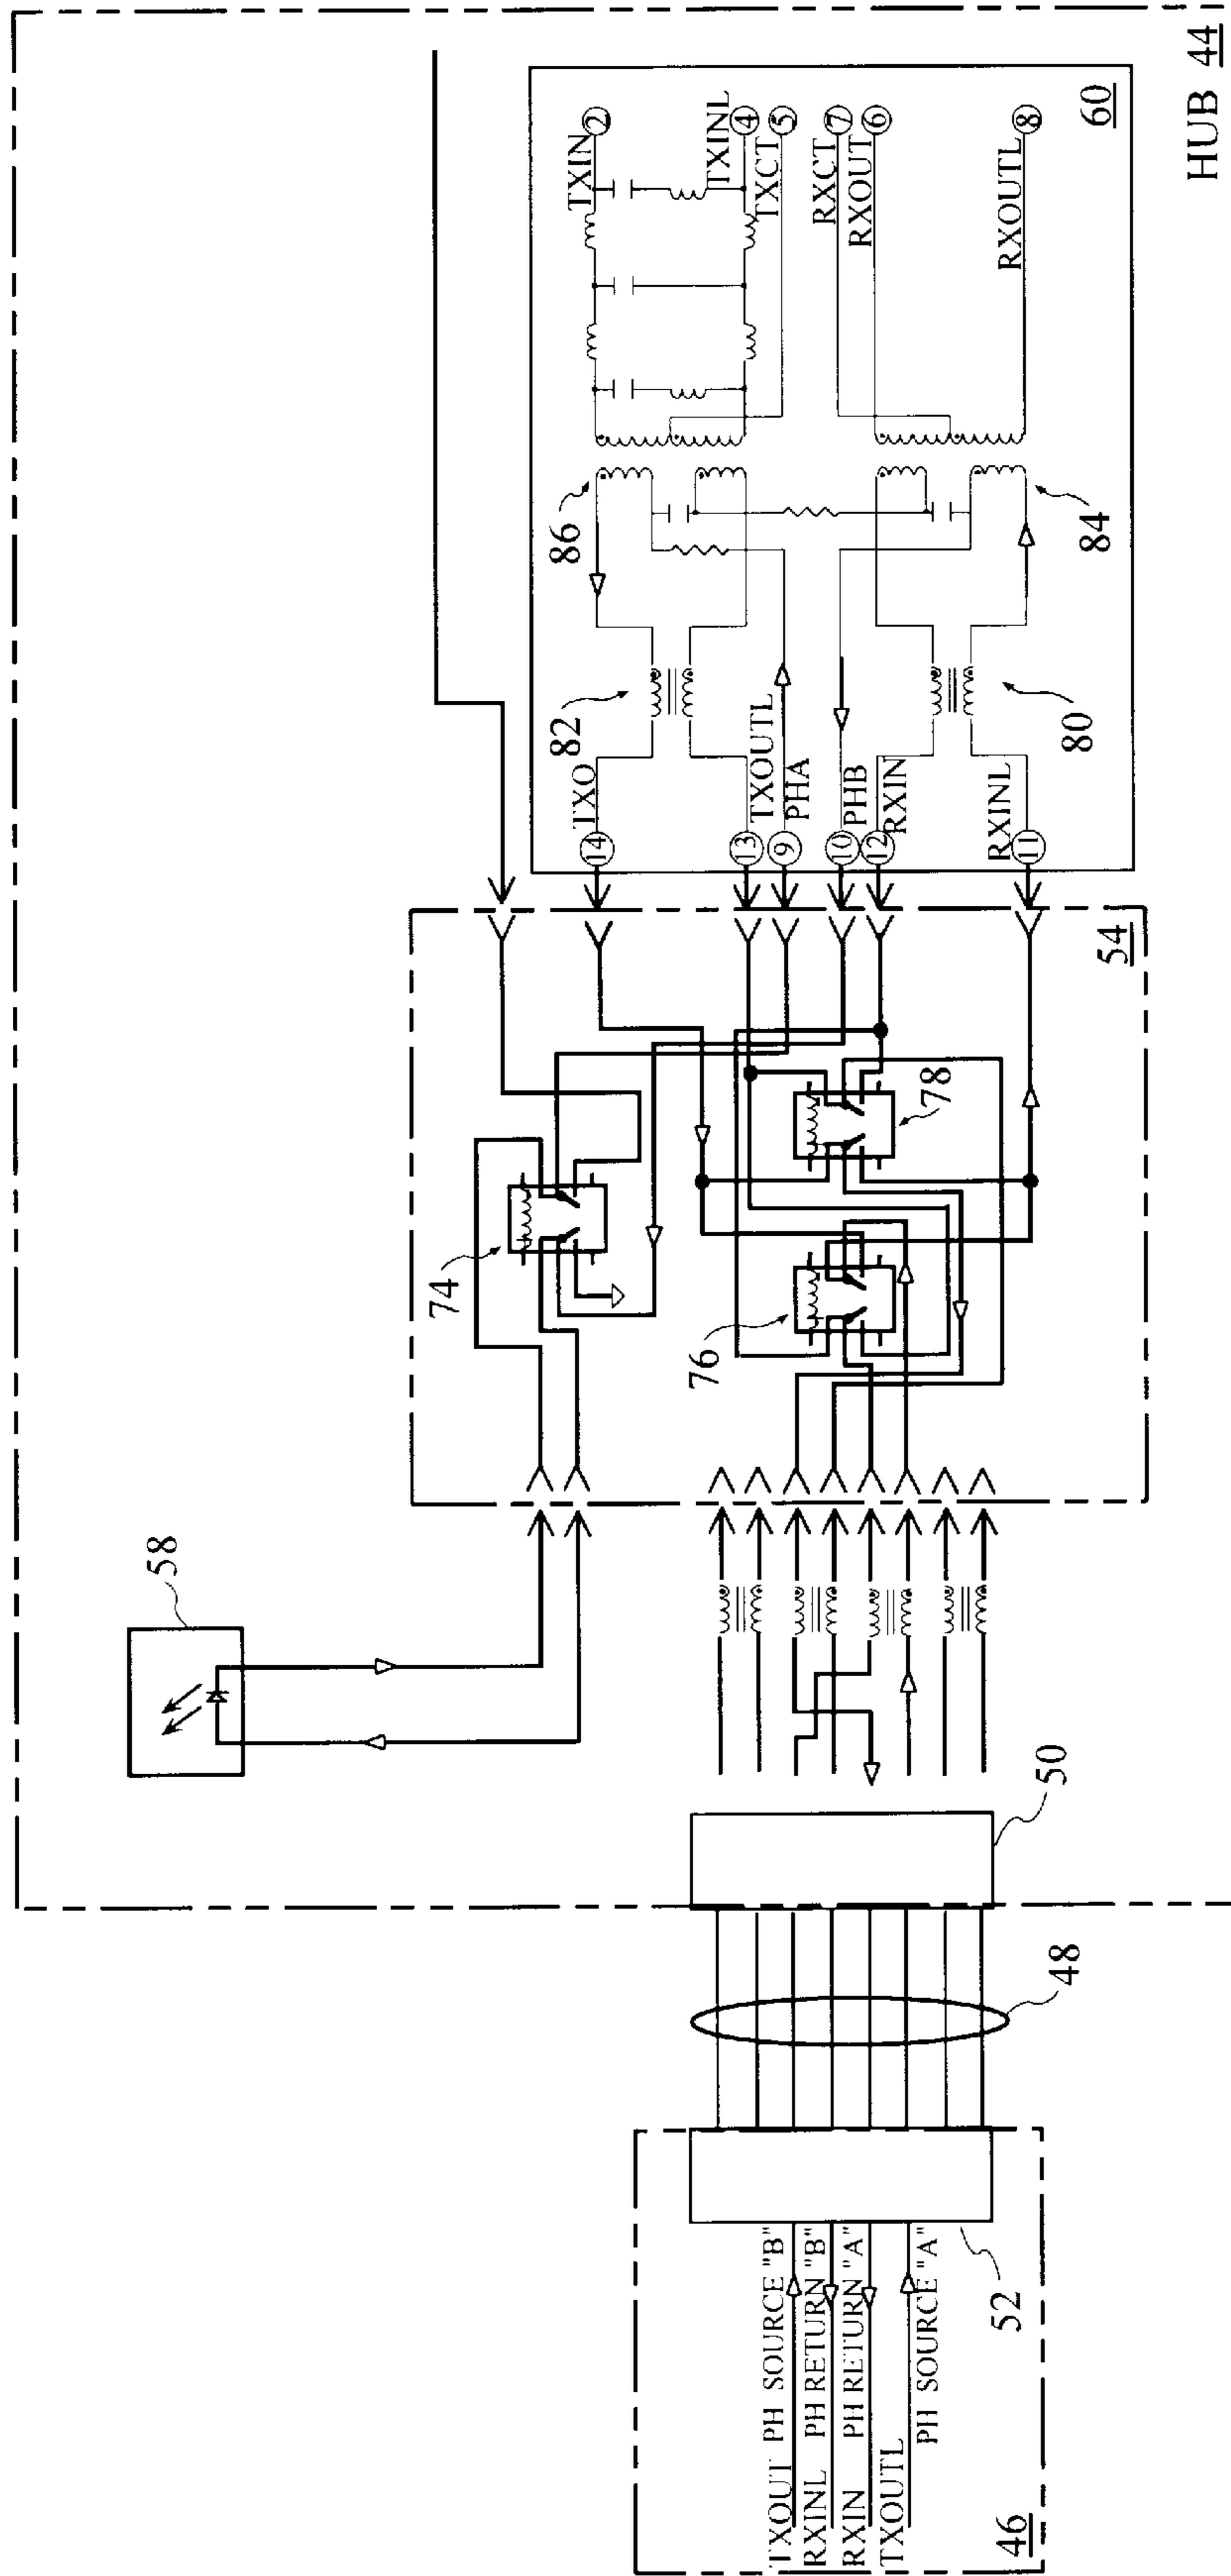 HUB 44
60
TXIN
2
TXINL
4
TXCT
5
RXCT
7
RXOUT
6
RXOUTL
8
86
84
82
80
TXO
14
TXOUTL
13
PHA
9
PHB
10
RXIN
12
RXINL
11
54
74
76
78
58
50
48
52
46
TXOUT PH SOURCE "B"
RXINL PH RETURN "B"
RXIN PH RETURN "A"
TXOUTL
PH SOURCE "A"